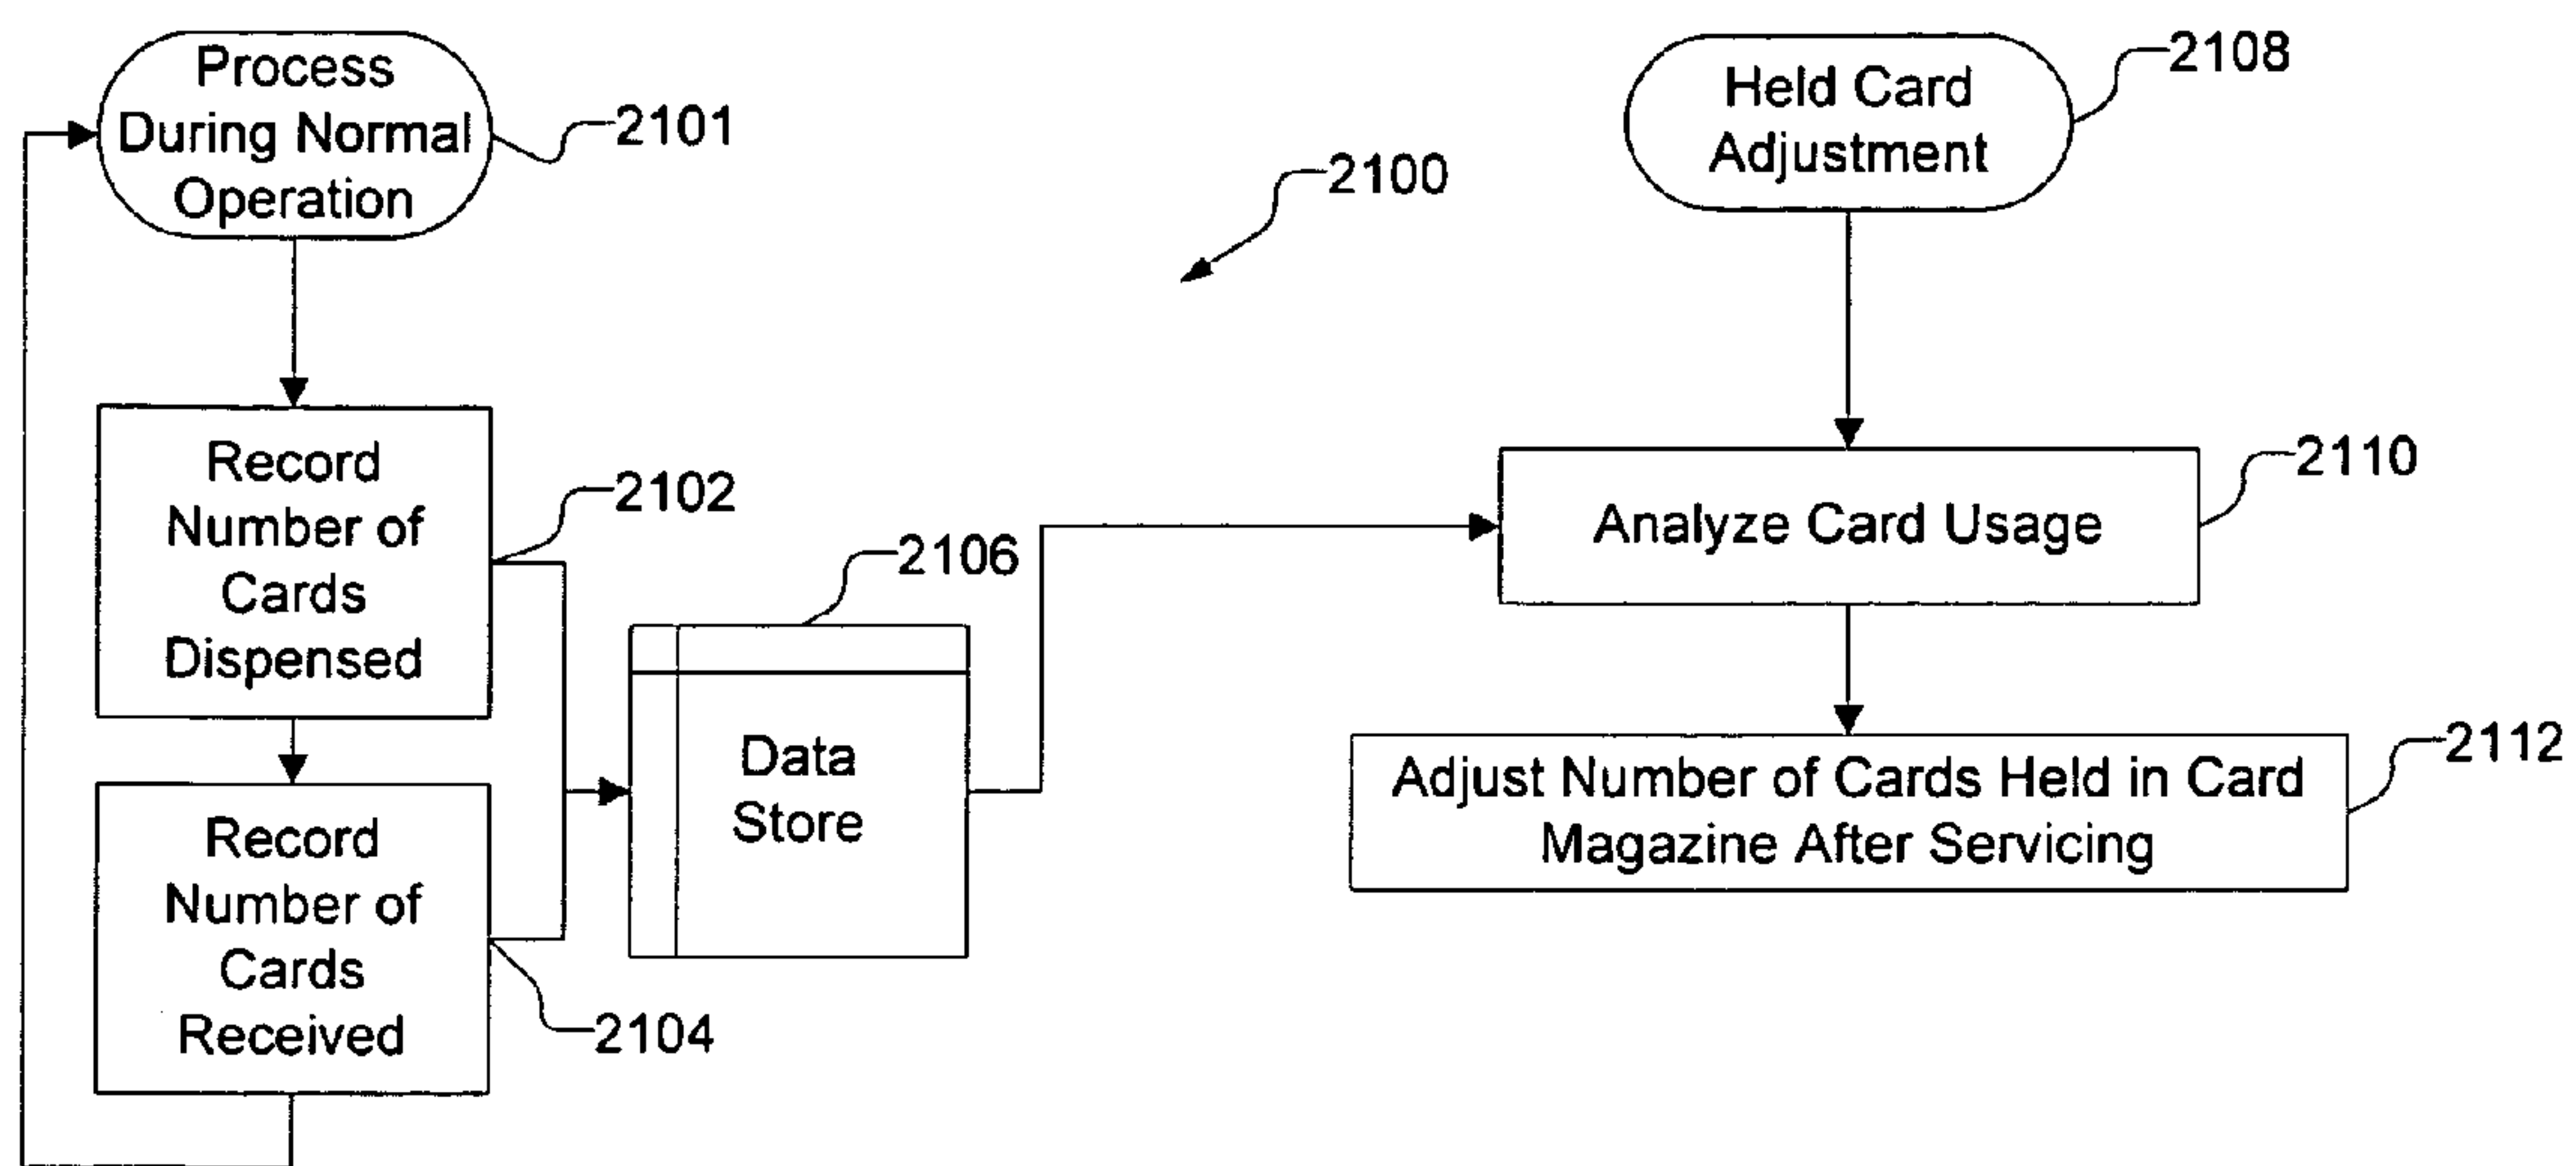 Process
During Normal
Operation
2101
Record
Number of
Cards
Dispensed
2102
Record
Number of
Cards
Received
2104
2106
Data
Store
2100
Held Card
Adjustment
2108
Analyze Card Usage
2110
Adjust Number of Cards Held in Card
Magazine After Servicing
2112